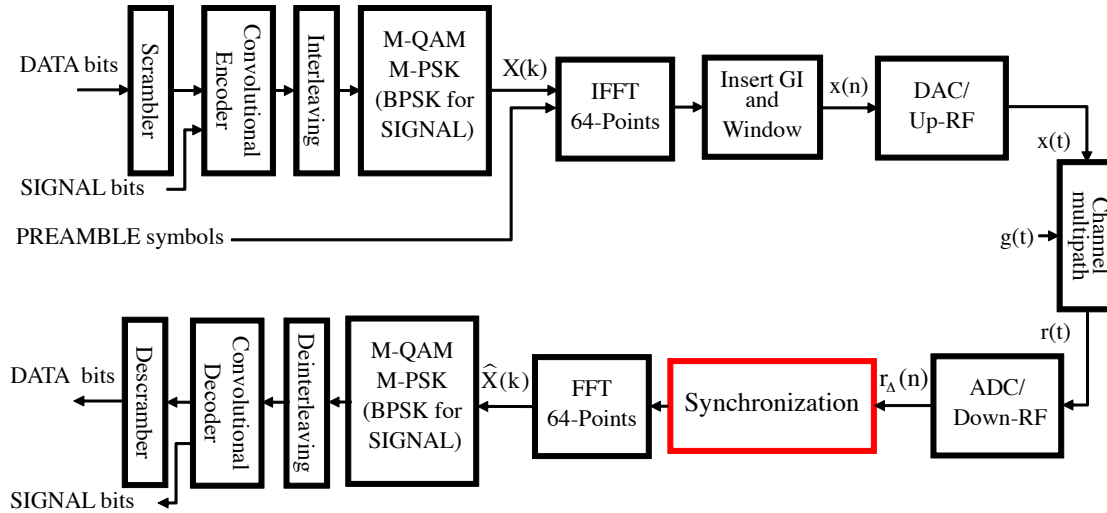 DATA bits
Scrambler
Convolutional
Encoder
Interleaving
M-QAM
M-PSK
(BPSK for
SIGNAL)
X(k)
IFFT
64-Points
Insert GI
and
Window
x(n)
DAC/
Up-RF
x(t)
SIGNAL bits
PREAMBLE symbols
g(t)
Channel
multipath
r(t)
DATA bits
Descramber
Convolutional
Decoder
Deinterleaving
M-QAM
M-PSK
(BPSK for
SIGNAL)
X̂(k)
FFT
64-Points
Synchronization
r_Δ(n)
ADC/
Down-RF
SIGNAL bits